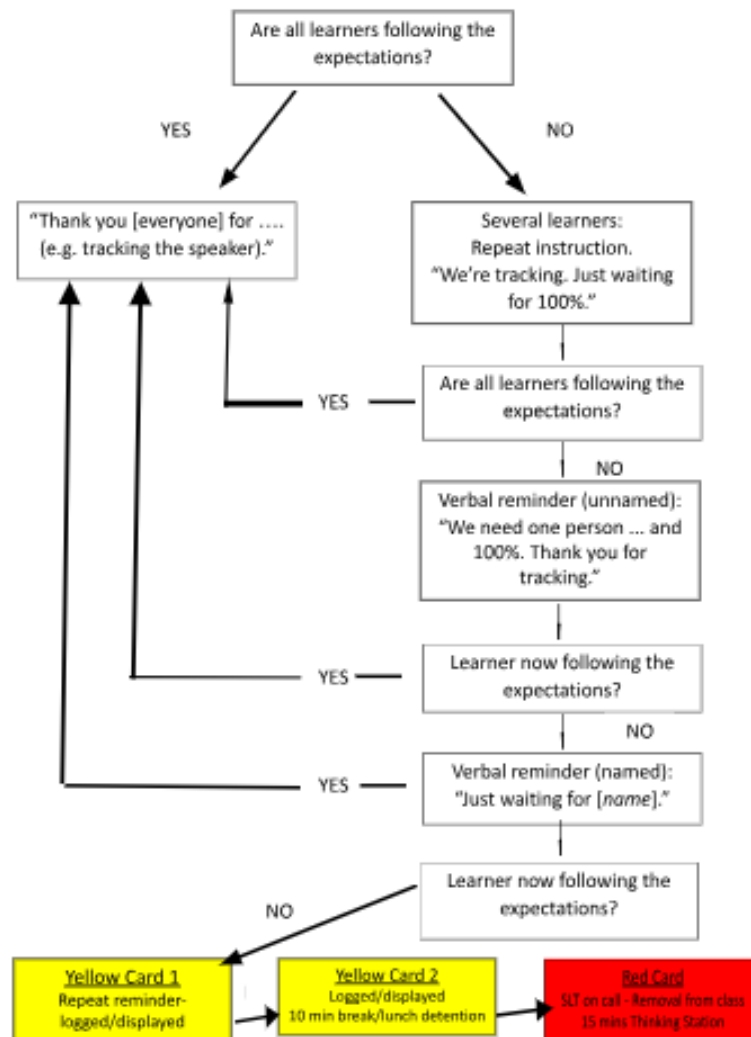 Are all learners following the
expectations?
YES
NO
“Thank you [everyone] for ....
(e.g. tracking the speaker).”
Several learners:
Repeat instruction.
“We’re tracking. Just waiting
for 100%.”
YES
Are all learners following the
expectations?
NO
Verbal reminder (unnamed):
“We need one person ... and
100%. Thank you for
tracking.”
YES
Learner now following the
expectations?
NO
YES
Verbal reminder (named):
“Just waiting for [name].”
Learner now following the
expectations?
NO
Yellow Card 1
Repeat reminder-
logged/displayed
Yellow Card 2
Logged/displayed
10 min break/lunch detention
Red Card
SLT on call - Removal from class
15 mins Thinking Station